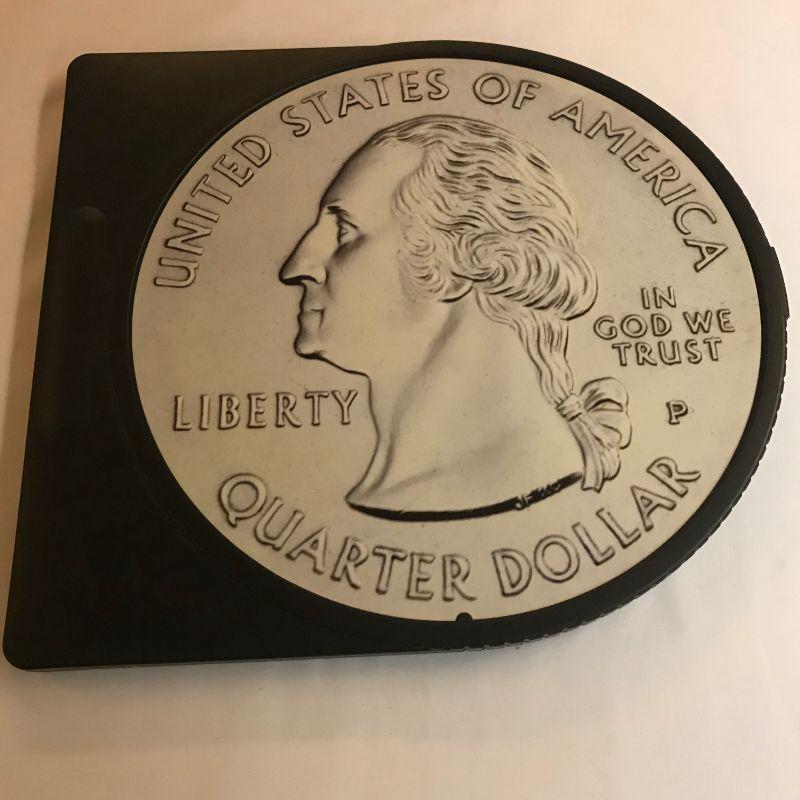 UNITED STATES OF AMERICA
IN
GOD WE
TRUST
LIBERTY
P
QUARTER DOLLAR